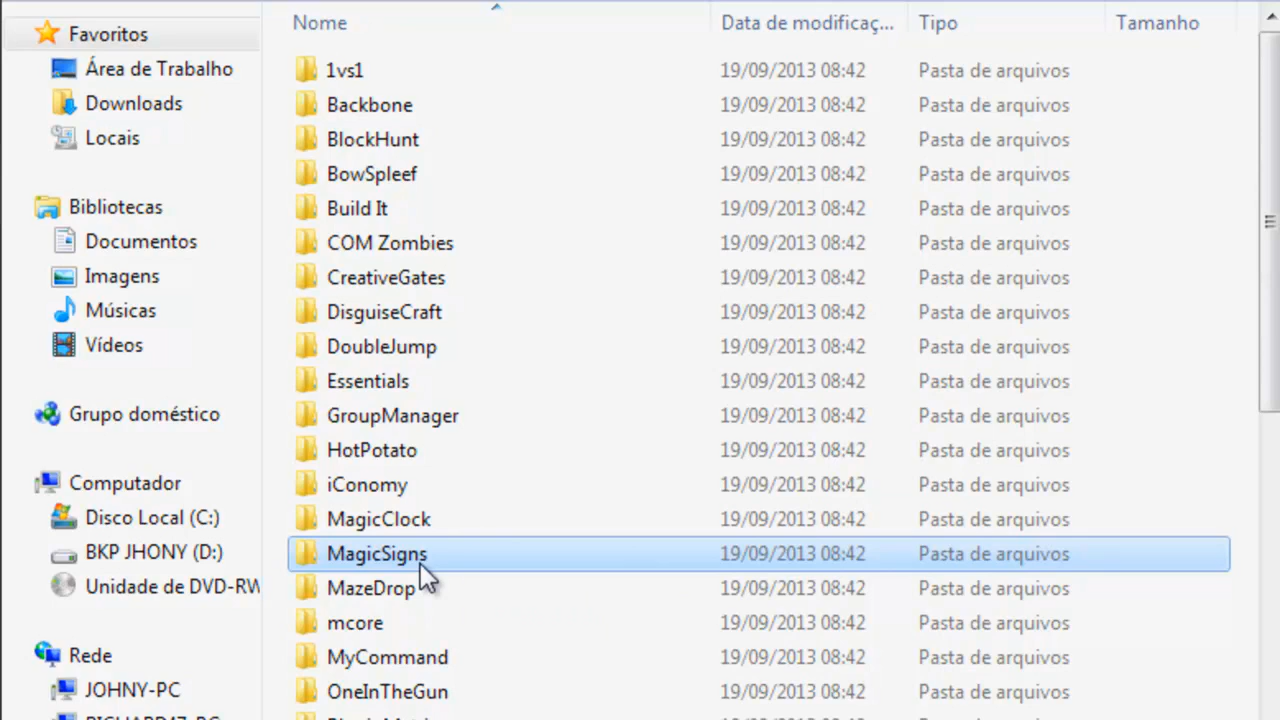 Nome Data de modificaç... Tipo Tamanho
Favoritos
Área de Trabalho
Downloads
Locais
Bibliotecas
Documentos
Imagens
Músicas
Vídeos
Grupo doméstico
Computador
Disco Local (C:)
BKP JHONY (D:)
Unidade de DVD-RW
Rede
JOHNY-PC
1vs1 19/09/2013 08:42 Pasta de arquivos
Backbone 19/09/2013 08:42 Pasta de arquivos
BlockHunt 19/09/2013 08:42 Pasta de arquivos
BowSpleef 19/09/2013 08:42 Pasta de arquivos
Build It 19/09/2013 08:42 Pasta de arquivos
COM Zombies 19/09/2013 08:42 Pasta de arquivos
CreativeGates 19/09/2013 08:42 Pasta de arquivos
DisguiseCraft 19/09/2013 08:42 Pasta de arquivos
DoubleJump 19/09/2013 08:42 Pasta de arquivos
Essentials 19/09/2013 08:42 Pasta de arquivos
GroupManager 19/09/2013 08:42 Pasta de arquivos
HotPotato 19/09/2013 08:42 Pasta de arquivos
iConomy 19/09/2013 08:42 Pasta de arquivos
MagicClock 19/09/2013 08:42 Pasta de arquivos
MagicSigns 19/09/2013 08:42 Pasta de arquivos
MazeDrop 19/09/2013 08:42 Pasta de arquivos
mcore 19/09/2013 08:42 Pasta de arquivos
MyCommand 19/09/2013 08:42 Pasta de arquivos
OneInTheGun 19/09/2013 08:42 Pasta de arquivos